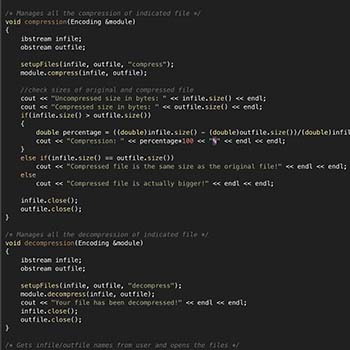 /* Manages all the compression of indicated file */
void compression(Encoding &module)
{
ibstream infile;
obstream outfile;
setupFiles(infile, outfile, "compress");
module.compress(infile, outfile);
//check sizes of original and compressed file
cout << "Uncompressed size in bytes: " << infile.size() << endl;
cout << "Compressed size in bytes: " << outfile.size() << endl;
if(infile.size() > outfile.size())
{
double percentage = ((double)infile.size() - (double)outfile.size())/(double)infil
cout << "Compression: " << percentage*100 << "%" << endl << endl;
}
else if(infile.size() == outfile.size())
cout << "Compressed file is the same size as the original file!" << endl << endl;
else
cout << "Compressed file is actually bigger!" << endl << endl;
infile.close();
outfile.close();
}
/* Manages all the decompression of indicated file */
void decompression(Encoding &module)
{
ibstream infile;
obstream outfile;
setupFiles(infile, outfile, "decompress");
module.decompress(infile, outfile);
cout << "Your file has been decompressed!" << endl << endl;
infile.close();
outfile.close();
}
/* Gets infile/outfile names from user and opens the files */